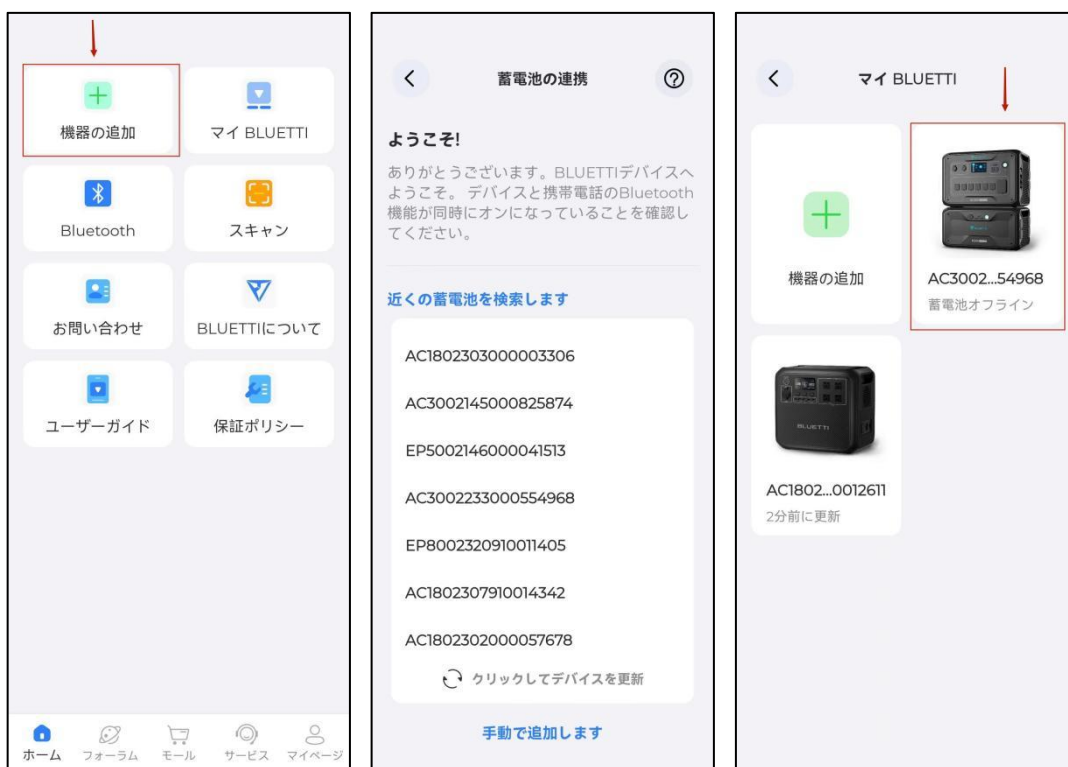 機器の追加
マイ BLUETTI
Bluetooth
スキャン
お問い合わせ
BLUETTIについて
ユーザーガイド
保証ポリシー
ホーム
フォーラム
モール
サービス
マイページ
蓄電池の連携
ようこそ!
ありがとうございます。BLUETTIデバイスへ
ようこそ。 デバイスと携帯電話のBluetooth
機能が同時にオンになっていることを確認し
てください。
近くの蓄電池を検索します
AC1802303000003306
AC3002145000825874
EP5002146000041513
AC3002233000554968
EP8002320910011405
AC1802307910014342
AC1802302000057678
クリックしてデバイスを更新
手動で追加します
マイ BLUETTI
機器の追加
AC3002...54968
蓄電池オフライン
BLUETTI
AC1802...0012611
2分前に更新